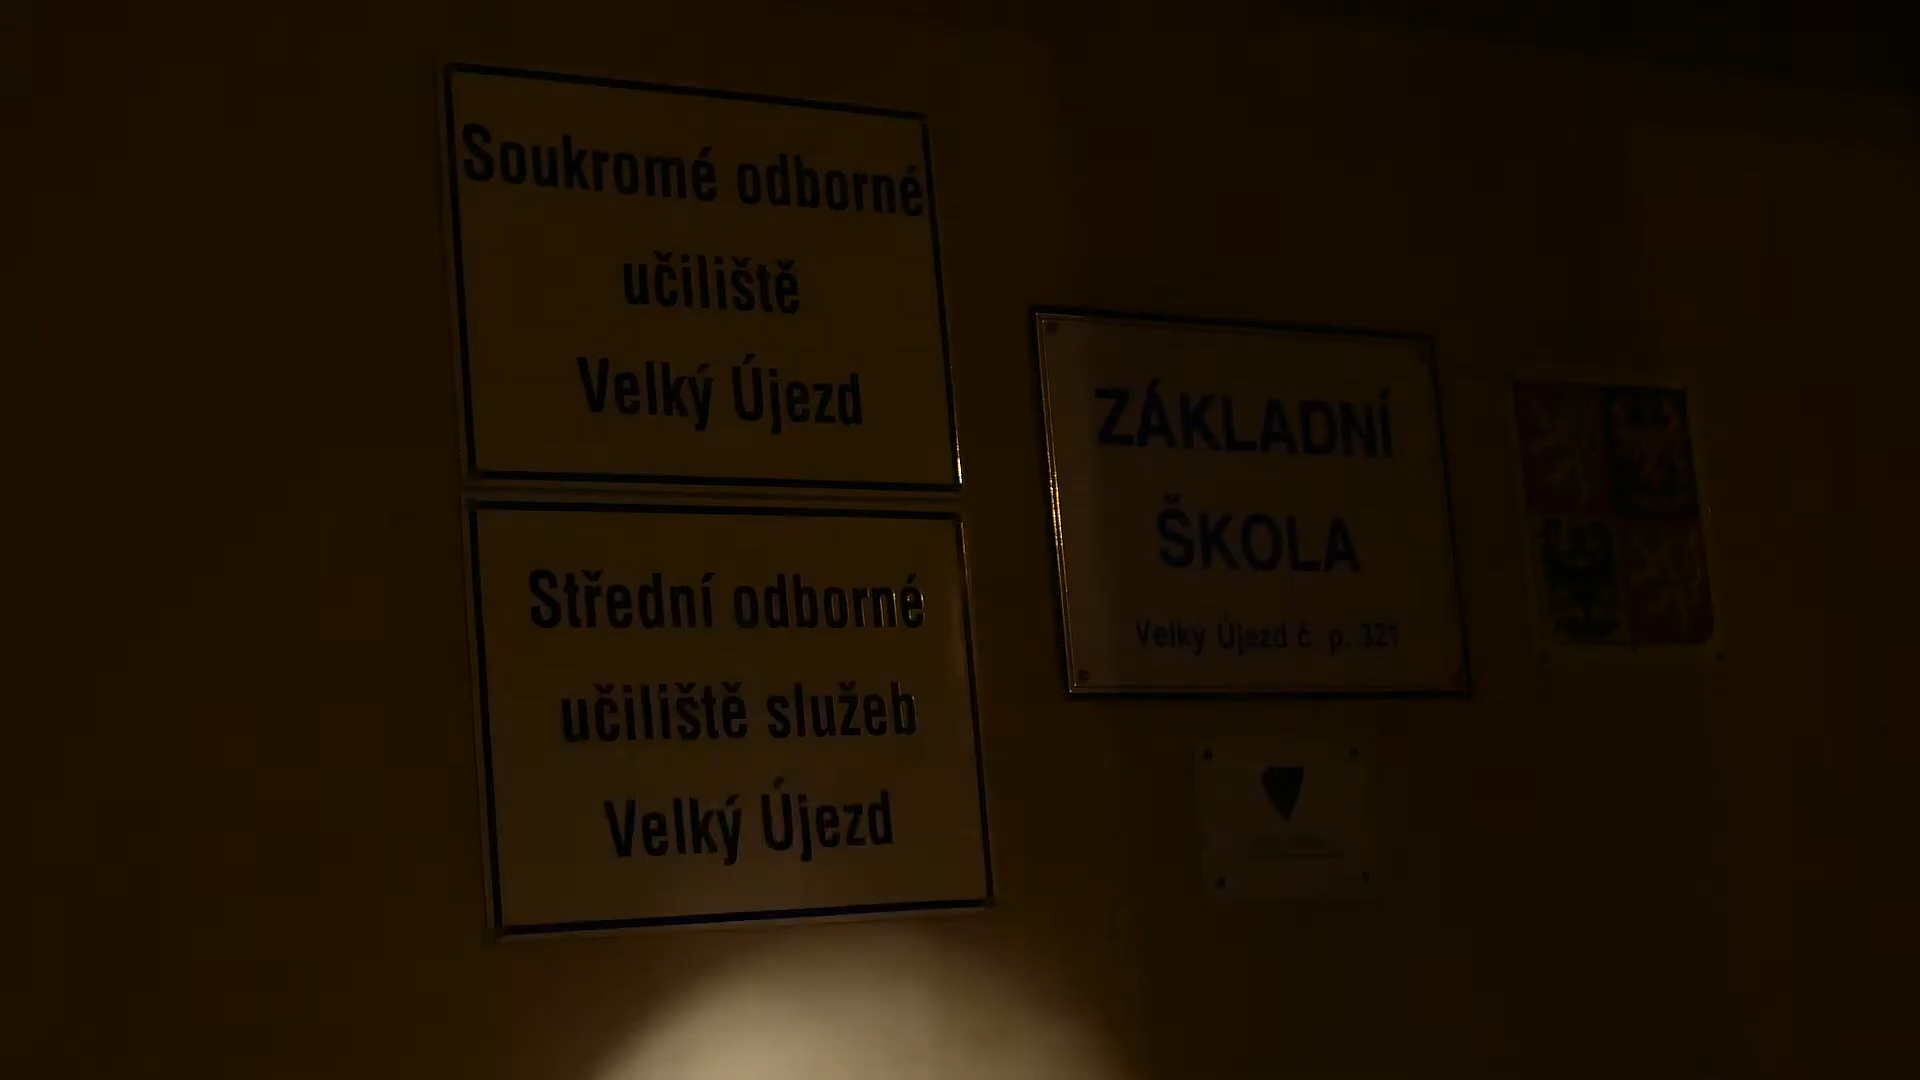 Soukromé odborné
učiliště
Velký Újezd
Střední odborné
učiliště služeb
Velký Újezd
ZÁKLADNÍ
ŠKOLA
Velký Újezd č. p. 321